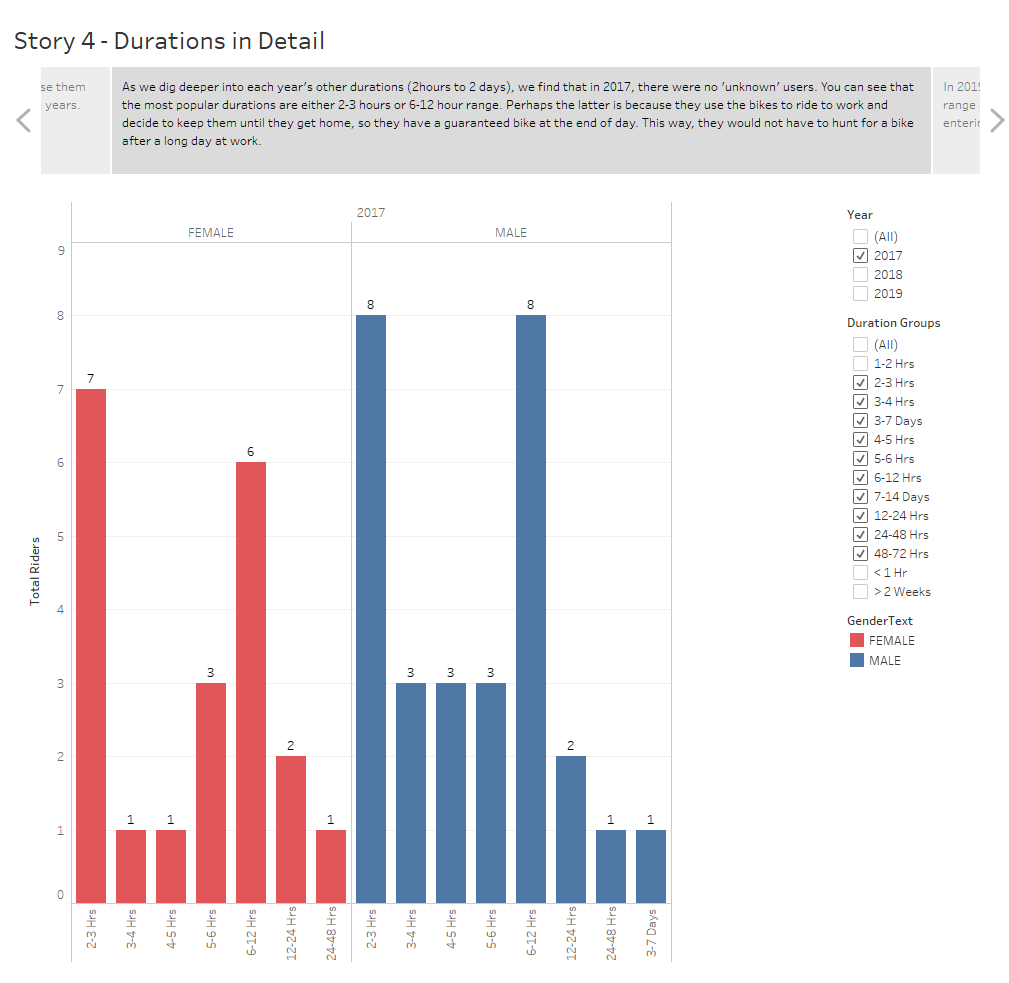 Story 4 - Durations in Detail
se them
years.
As we dig deeper into each year's other durations (2hours to 2 days), we find that in 2017, there were no 'unknown' users. You can see that
the most popular durations are either 2-3 hours or 6-12 hour range. Perhaps the latter is because they use the bikes to ride to work and
decide to keep them until they get home, so they have a guaranteed bike at the end of day. This way, they would not have to hunt for a bike
after a long day at work.
In 201
range
2017
FEMALE
MALE
9
8
7
6
5
4
3
2
1
0
Total Riders
7
1
1
3
6
2
1
8
3
3
3
8
2
1
1
2-3 Hrs
3-4 Hrs
4-5 Hrs
5-6 Hrs
6-12 Hrs
12-24 Hrs
24-48 Hrs
2-3 Hrs
3-4 Hrs
4-5 Hrs
5-6 Hrs
6-12 Hrs
12-24 Hrs
24-48 Hrs
3-7 Days
Year
(All)
2017
2018
2019
Duration Groups
(All)
1-2 Hrs
2-3 Hrs
3-4 Hrs
3-7 Days
4-5 Hrs
5-6 Hrs
6-12 Hrs
7-14 Days
12-24 Hrs
24-48 Hrs
48-72 Hrs
< 1 Hr
> 2 Weeks
GenderText
FEMALE
MALE